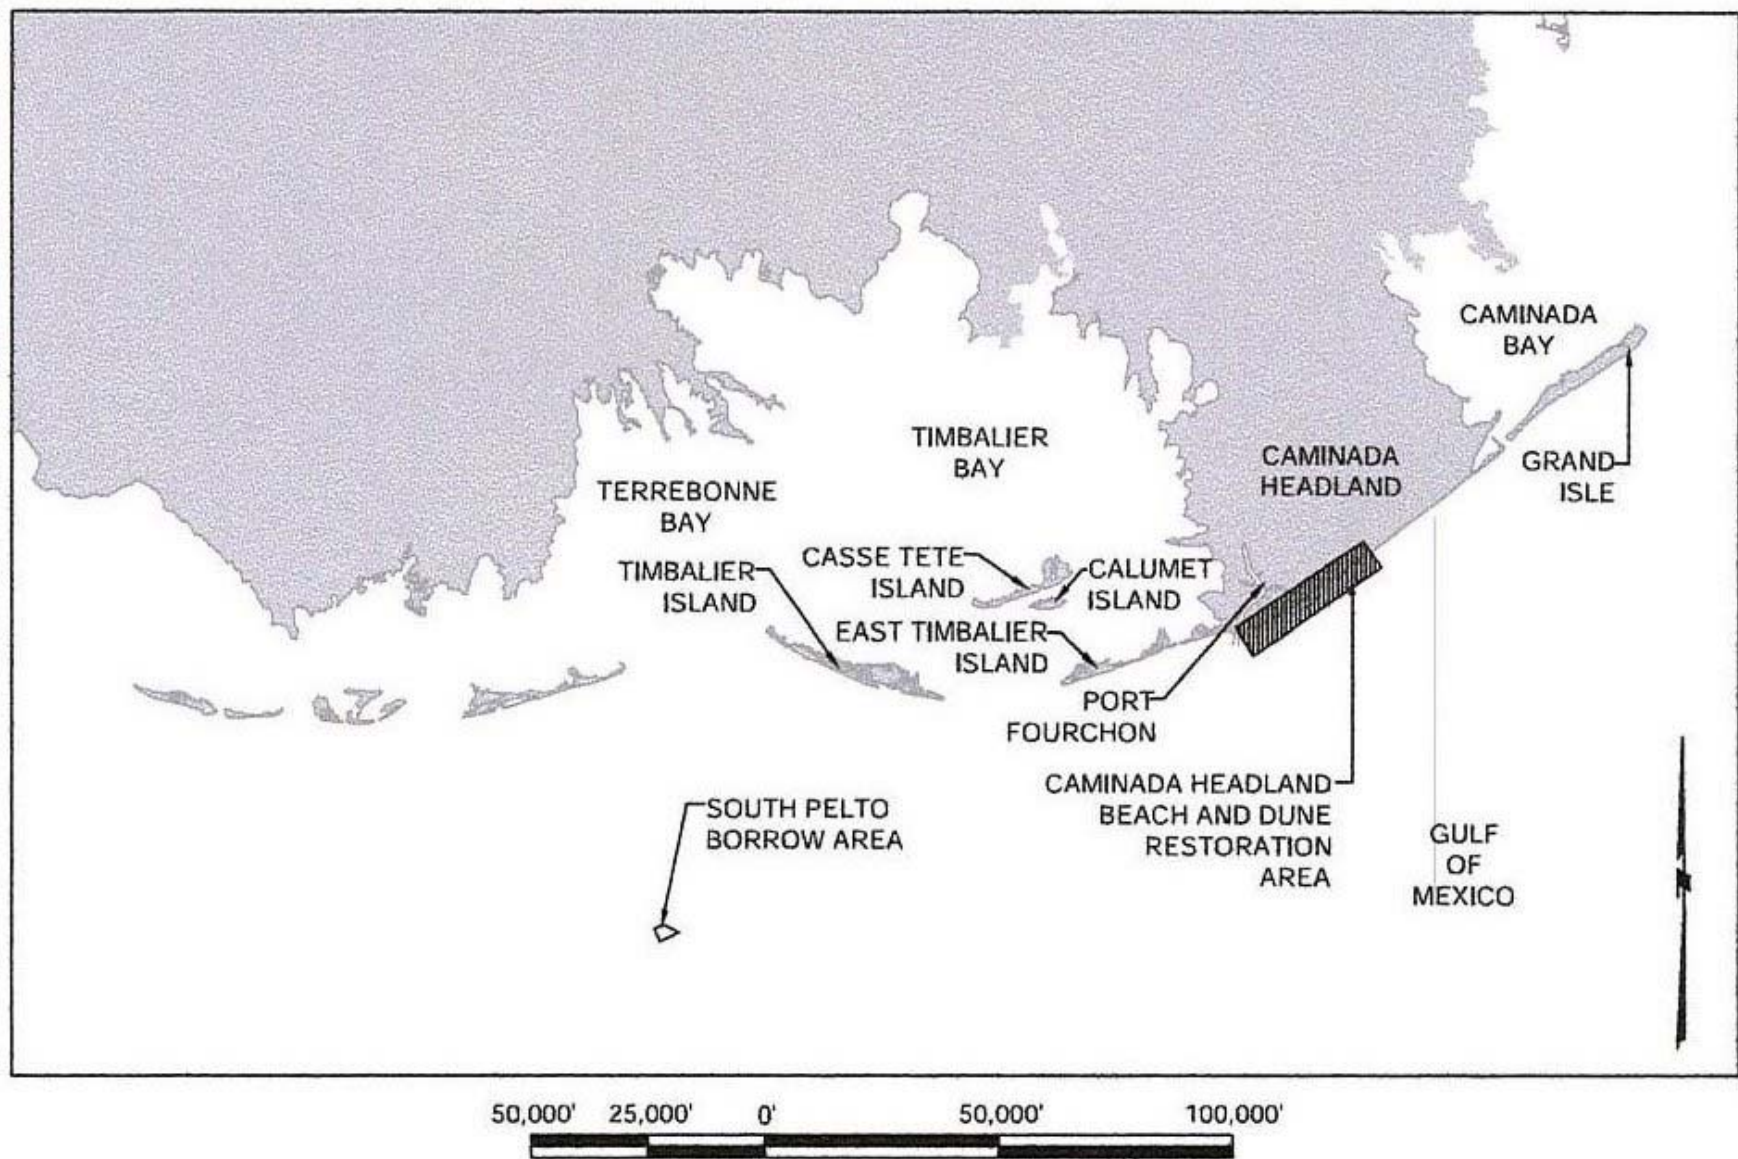 CAMINADA
BAY
TIMBALIER
BAY
CAMINADA
HEADLAND
GRAND
ISLE
TERREBONNE
BAY
CASSE TETE
ISLAND
CALUMET
ISLAND
TIMBALIER
ISLAND
EAST TIMBALIER
ISLAND
PORT
FOURCHON
CAMINADA HEADLAND
BEACH AND DUNE
RESTORATION
AREA
SOUTH PELTO
BORROW AREA
GULF
OF
MEXICO
N
50,000' 25,000' 0' 50,000' 100,000'